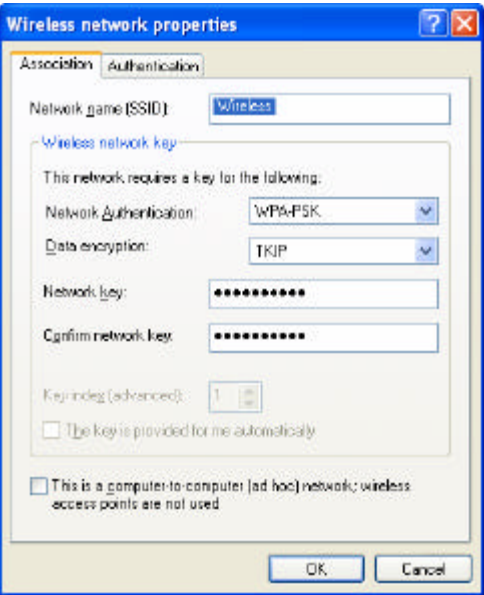 Wireless network properties
Association Authentication
Network name (SSID): Wireless
Wireless network key
This network requires a key for the following:
Network Authentication: WPA-PSK
Data encryption: TKIP
Network key: ••••••••••
Confirm network key: ••••••••••
Key index (advanced): 1
The key is provided for me automatically
This is a computer-to-computer (ad hoc) network; wireless
access points are not used
OK Cancel